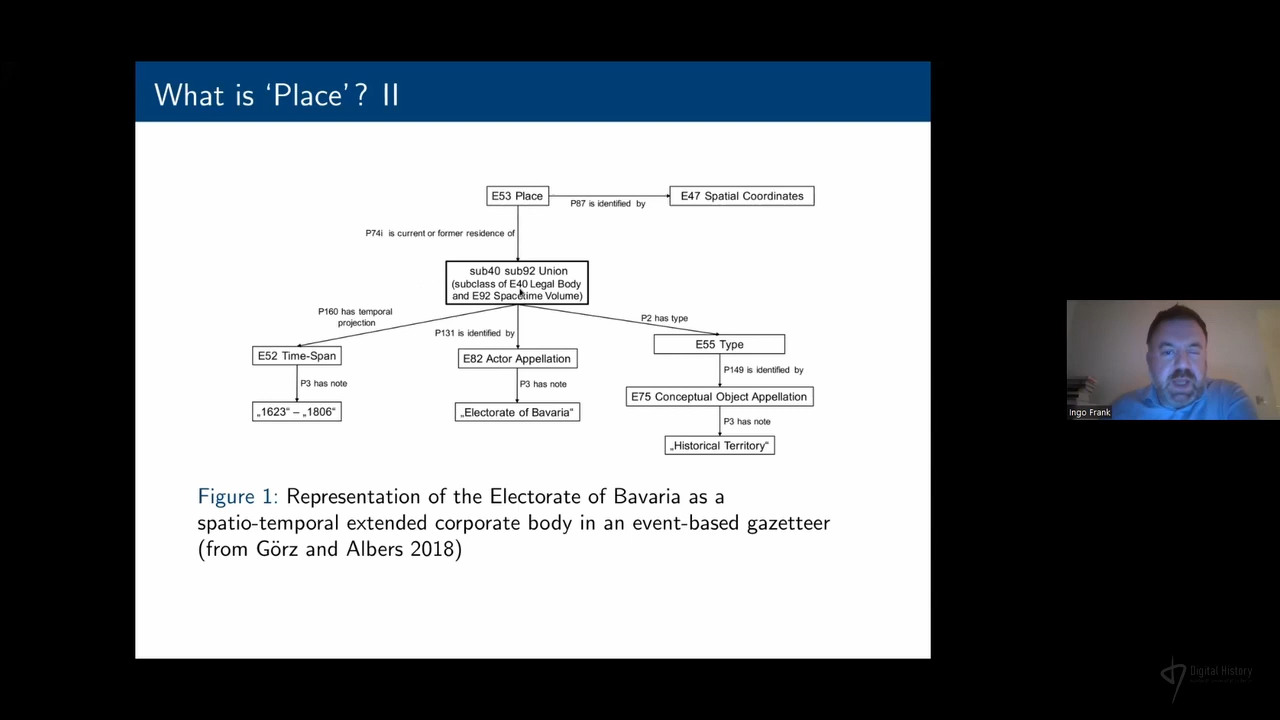 What is ‘Place’? II
E53 Place
P87 is identified by
E47 Spatial Coordinates
P74i is current or former residence of
sub40 sub92 Union
(subclass of E40 Legal Body
and E92 Spacetime Volume)
P160 has temporal
projection
P131 is identified by
P2 has type
E52 Time-Span
E82 Actor Appellation
E55 Type
P3 has note
P3 has note
P149 is identified by
„1623“ – „1806“
„Electorate of Bavaria“
E75 Conceptual Object Appellation
P3 has note
„Historical Territory“
Figure 1: Representation of the Electorate of Bavaria as a
spatio-temporal extended corporate body in an event-based gazetteer
(from Görz and Albers 2018)
Ingo Frank
Digital History